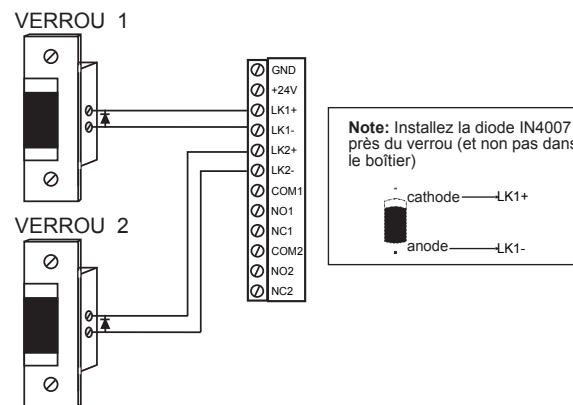 VERROU 1
GND
+24V
LK1+
LK1-
LK2+
LK2-
COM1
NO1
NC1
COM2
NO2
NC2
VERROU 2
Note: Installez la diode IN4007
près du verrou (et non pas dans
le boîtier)
cathode LK1+
anode LK1-